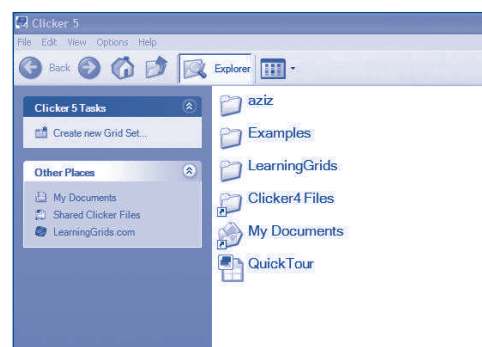 Clicker 5
File Edit View Options Help
Back Explorer
Clicker 5 Tasks
Create new Grid Set...
Other Places
My Documents
Shared Clicker Files
LearningGrids.com
aziz
Examples
LearningGrids
Clicker4 Files
My Documents
QuickTour